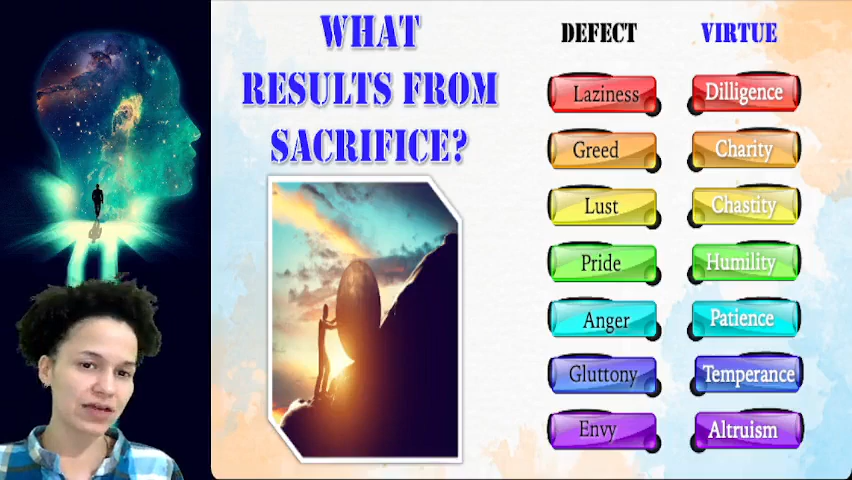 WHAT
RESULTS FROM
SACRIFICE?
DEFECT VIRTUE
Laziness Dilligence
Greed Charity
Lust Chastity
Pride Humility
Anger Patience
Gluttony Temperance
Envy Altruism